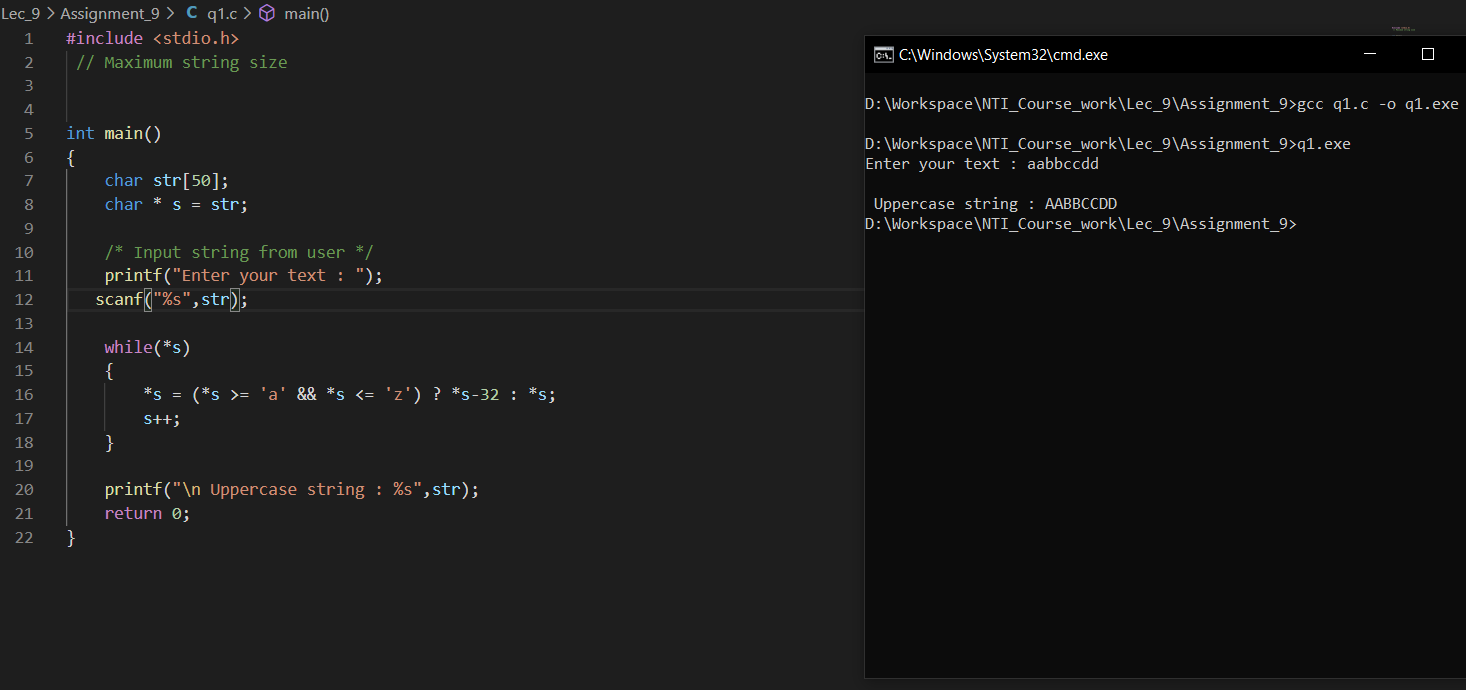 Lec_9 > Assignment_9 > C q1.c > main()
1 #include <stdio.h>
2 // Maximum string size
3
4
5 int main()
6 {
7 char str[50];
8 char * s = str;
9
10 /* Input string from user */
11 printf("Enter your text : ");
12 scanf("%s",str);
13
14 while(*s)
15 {
16 *s = (*s >= 'a' && *s <= 'z') ? *s-32 : *s;
17 s++;
18 }
19
20 printf("\n Uppercase string : %s",str);
21 return 0;
22 }
C:\Windows\System32\cmd.exe
D:\Workspace\NTI_Course_work\Lec_9\Assignment_9>gcc q1.c -o q1.exe
D:\Workspace\NTI_Course_work\Lec_9\Assignment_9>q1.exe
Enter your text : aabbccdd
Uppercase string : AABBCCDD
D:\Workspace\NTI_Course_work\Lec_9\Assignment_9>